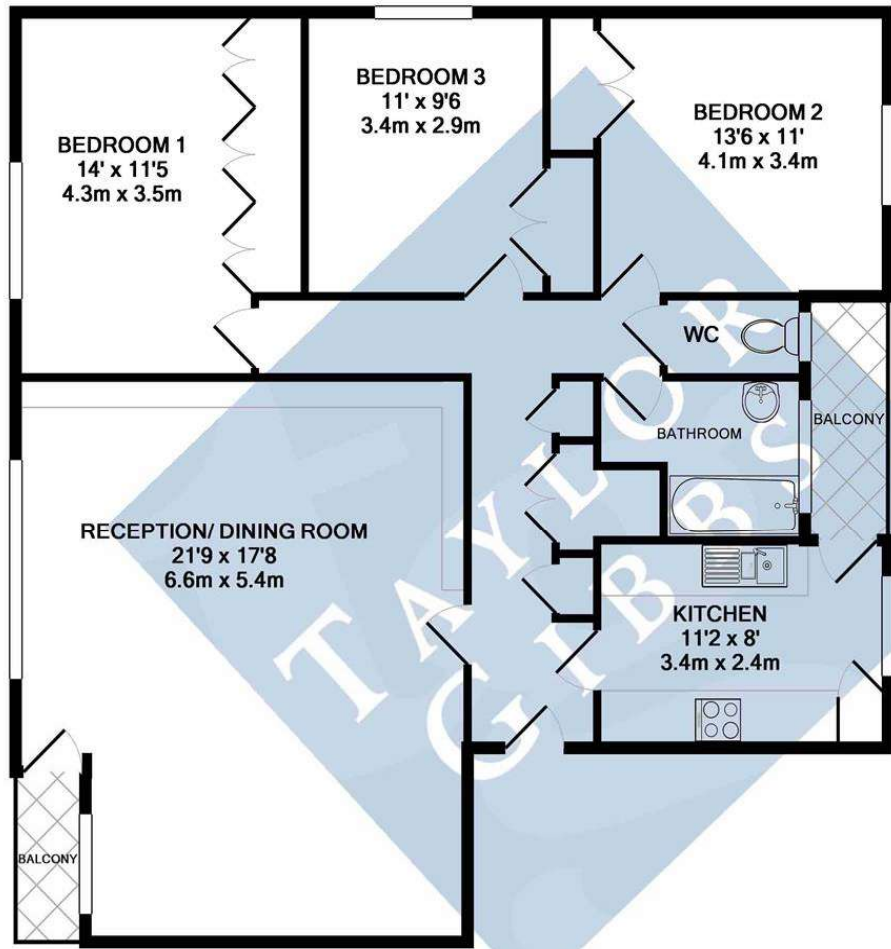 BEDROOM 1
14' x 11'5
4.3m x 3.5m
BEDROOM 3
11' x 9'6
3.4m x 2.9m
BEDROOM 2
13'6 x 11'
4.1m x 3.4m
WC
BATHROOM
BALCONY
RECEPTION/ DINING ROOM
21'9 x 17'8
6.6m x 5.4m
KITCHEN
11'2 x 8'
3.4m x 2.4m
BALCONY
TAYLOR
GIBBS